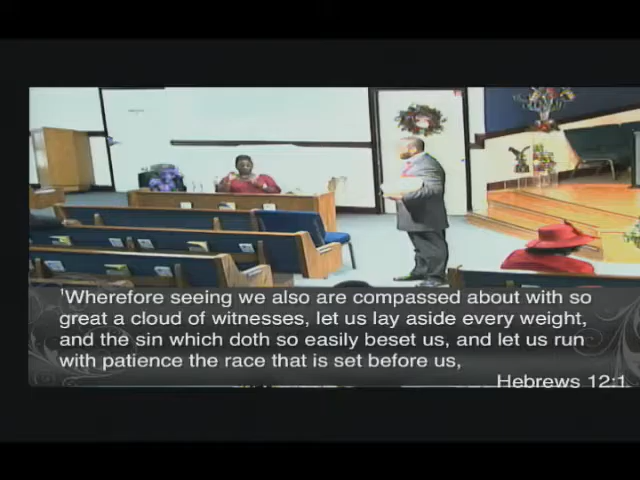 'Wherefore seeing we also are compassed about with so
great a cloud of witnesses, let us lay aside every weight,
and the sin which doth so easily beset us, and let us run
with patience the race that is set before us,
Hebrews 12:1